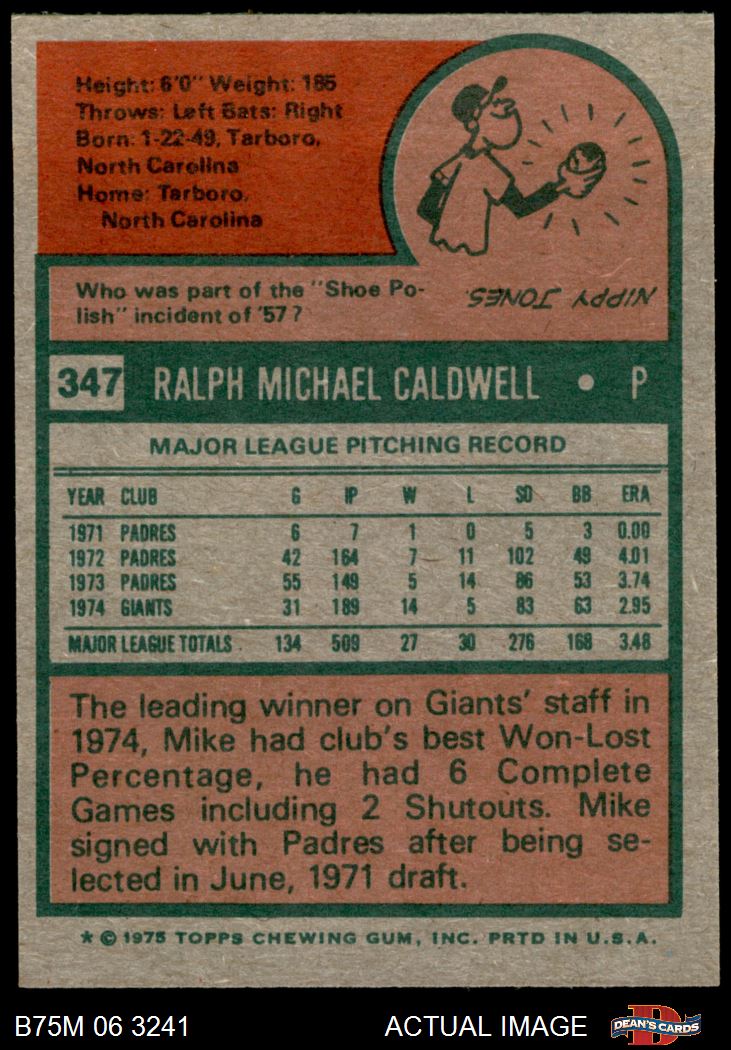 Height: 6'0" Weight: 185
Throws: Left Bats: Right
Born: 1-22-49, Tarboro,
North Carolina
Home: Tarboro,
North Carolina
Who was part of the "Shoe Po-
lish" incident of '57?
NIPPY JONES.
347 RALPH MICHAEL CALDWELL • P
MAJOR LEAGUE PITCHING RECORD
YEAR CLUB G IP W L SO BB ERA
1971 PADRES 6 7 1 0 5 3 0.00
1972 PADRES 42 164 7 11 102 49 4.01
1973 PADRES 55 149 5 14 86 53 3.74
1974 GIANTS 31 189 14 5 83 63 2.95
MAJOR LEAGUE TOTALS 134 509 27 30 276 168 3.48
The leading winner on Giants' staff in
1974, Mike had club's best Won-Lost
Percentage, he had 6 Complete
Games including 2 Shutouts. Mike
signed with Padres after being se-
lected in June, 1971 draft.
* © 1975 TOPPS CHEWING GUM, INC. PRTD IN U.S.A.
B75M 06 3241 ACTUAL IMAGE
D
DEAN'S CARDS